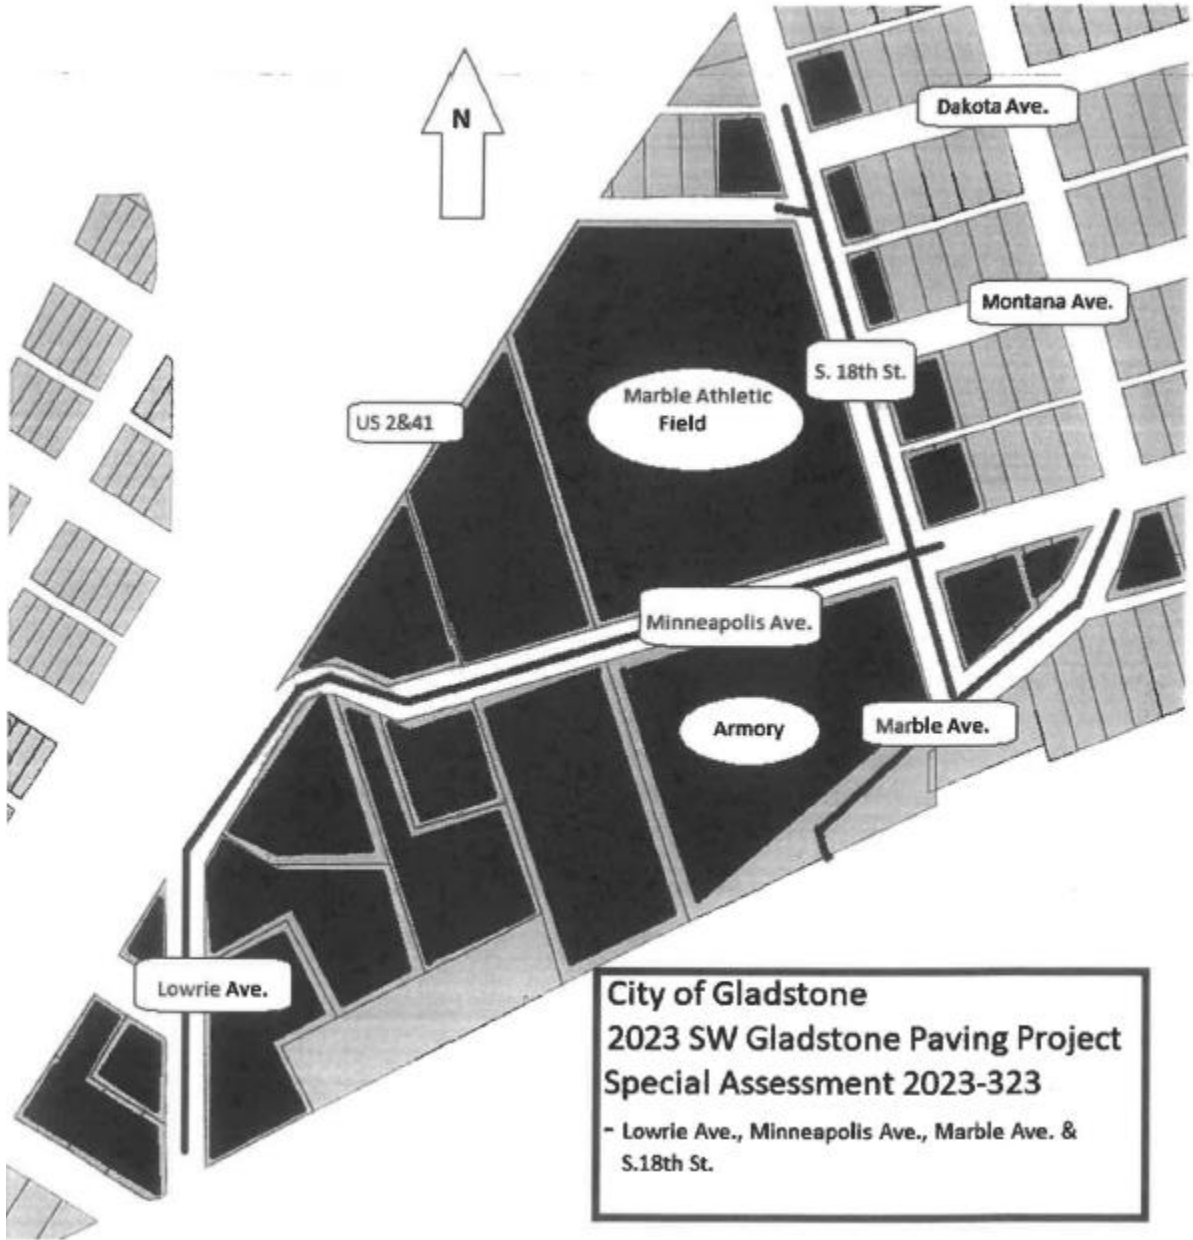 N
Dakota Ave.
Montana Ave.
S. 18th St.
Marble Athletic
Field
US 2&41
Minneapolis Ave.
Armory
Marble Ave.
Lowrie Ave.
City of Gladstone
2023 SW Gladstone Paving Project
Special Assessment 2023-323
- Lowrie Ave., Minneapolis Ave., Marble Ave. &
S.18th St.